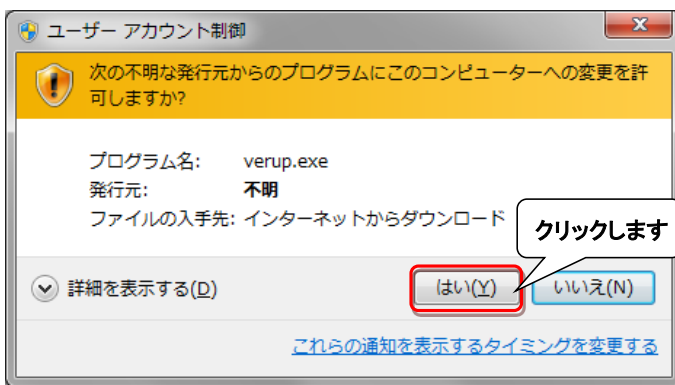 ユーザー アカウント制御
次の不明な発行元からのプログラムにこのコンピューターへの変更を許
可しますか?
プログラム名: verup.exe
発行元: 不明
ファイルの入手先: インターネットからダウンロード
クリックします
詳細を表示する(D)
はい(Y)
いいえ(N)
これらの通知を表示するタイミングを変更する